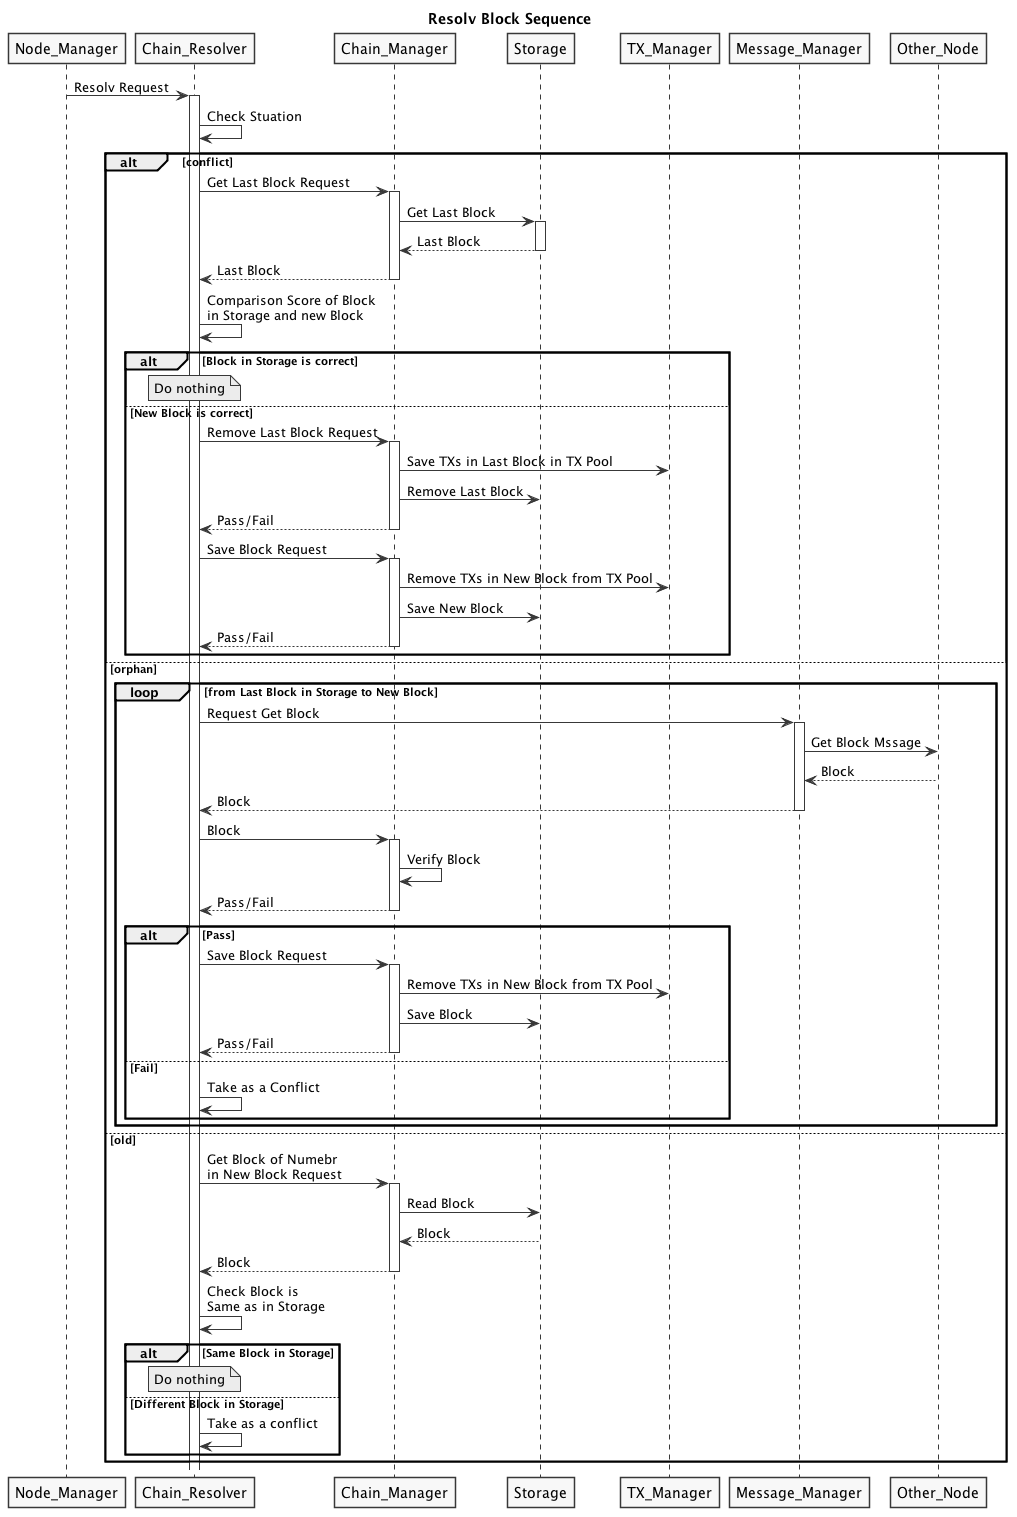 Resolv Block Sequence
Node_Manager
Chain_Resolver
Chain_Manager
Storage
TX_Manager
Message_Manager
Other_Node
Resolv Request
Check Stuation
alt
[conflict]
Get Last Block Request
Get Last Block
Last Block
Last Block
Comparison Score of Block
in Storage and new Block
alt
[Block in Storage is correct]
Do nothing
[New Block is correct]
Remove Last Block Request
Save TXs in Last Block in TX Pool
Remove Last Block
Pass/Fail
Save Block Request
Remove TXs in New Block from TX Pool
Save New Block
Pass/Fail
[orphan]
loop
[from Last Block in Storage to New Block]
Request Get Block
Get Block Mssage
Block
Block
Block
Verify Block
Pass/Fail
alt
[Pass]
Save Block Request
Remove TXs in New Block from TX Pool
Save Block
Pass/Fail
[Fail]
Take as a Conflict
[old]
Get Block of Numebr
in New Block Request
Read Block
Block
Block
Check Block is
Same as in Storage
alt
[Same Block in Storage]
Do nothing
[Different Block in Storage]
Take as a conflict
Node_Manager
Chain_Resolver
Chain_Manager
Storage
TX_Manager
Message_Manager
Other_Node